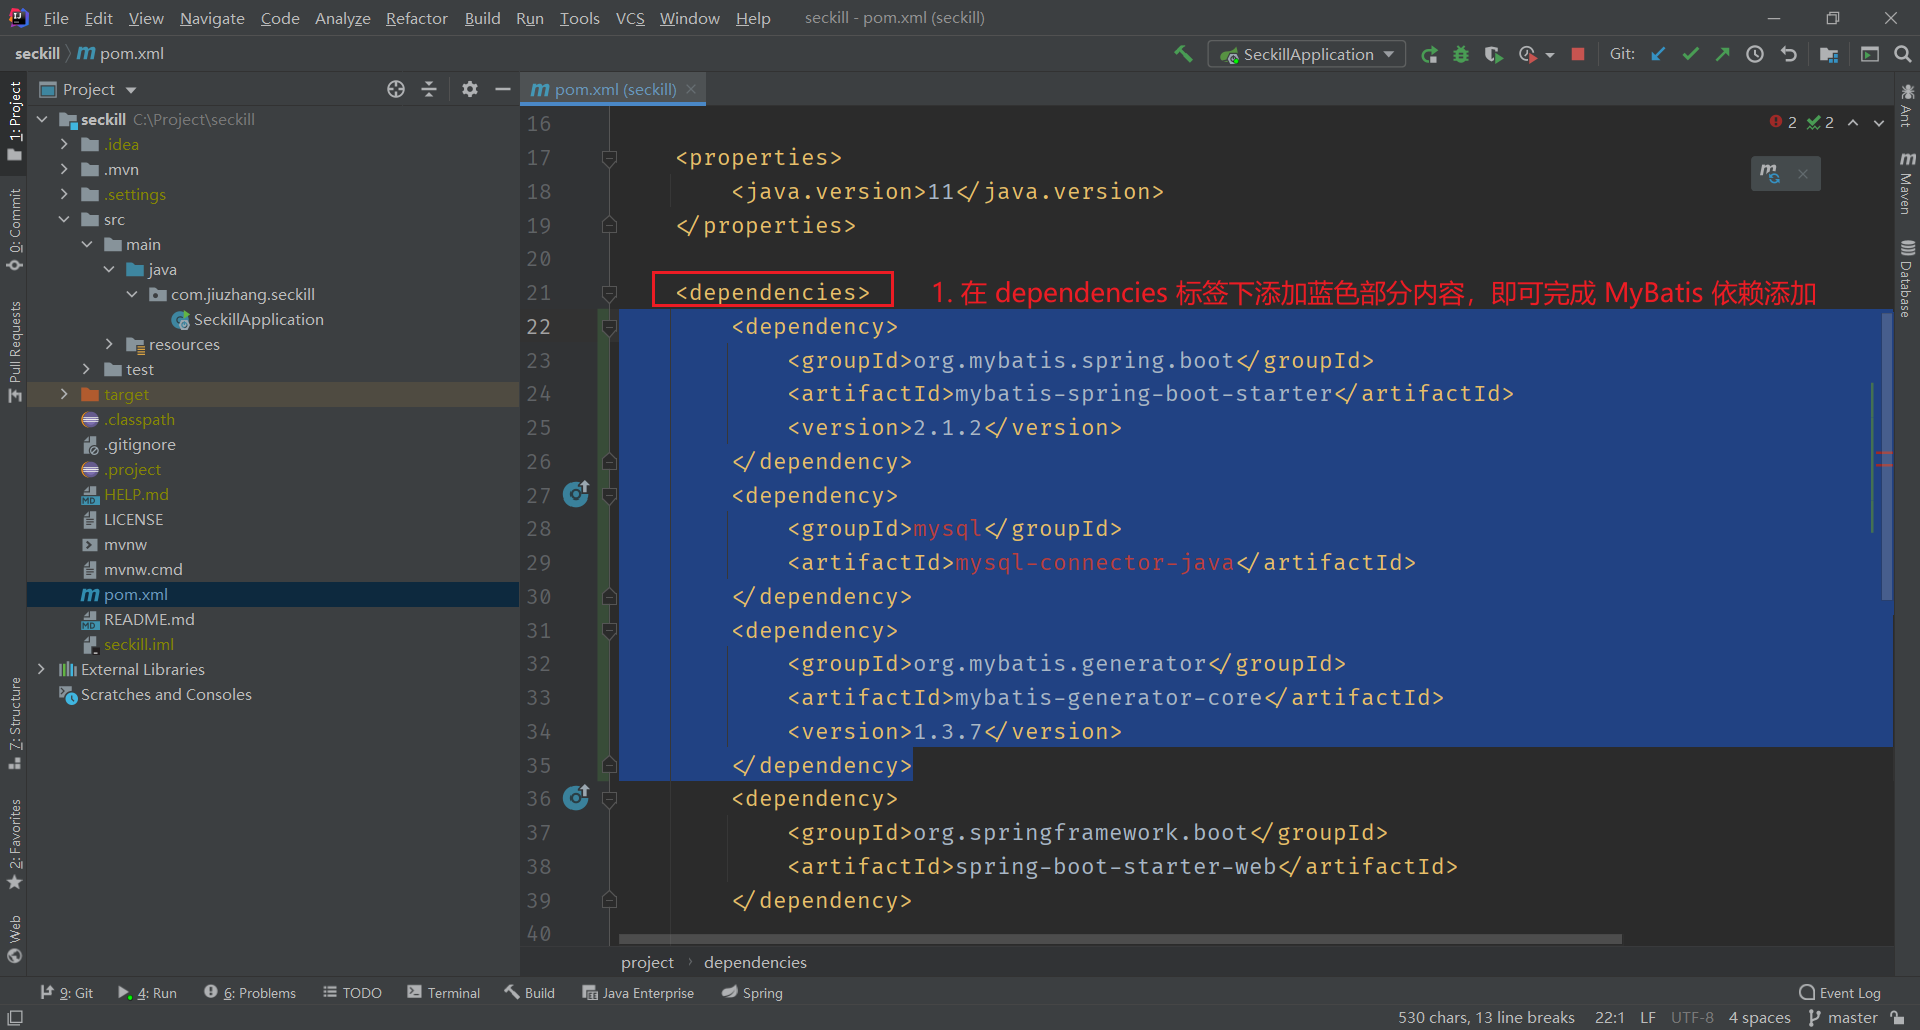 File Edit View Navigate Code Analyze Refactor Build Run Tools VCS Window Help seckill - pom.xml (seckill)
seckill pom.xml
SeckillApplication
Git:
Project
pom.xml (seckill)
1: Project
0: Commit
Pull Requests
7: Structure
2: Favorites
Web
seckill C:\Project\seckill
.idea
.mvn
.settings
src
main
java
com.jiuzhang.seckill
SeckillApplication
resources
test
target
.classpath
.gitignore
.project
HELP.md
LICENSE
mvnw
mvnw.cmd
pom.xml
README.md
seckill.iml
External Libraries
Scratches and Consoles
2 2
16
17 <properties>
18 <java.version>11</java.version>
19 </properties>
20
21 <dependencies>
1. 在 dependencies 标签下添加蓝色部分内容，即可完成 MyBatis 依赖添加
22 <dependency>
23 <groupId>org.mybatis.spring.boot</groupId>
24 <artifactId>mybatis-spring-boot-starter</artifactId>
25 <version>2.1.2</version>
26 </dependency>
27 <dependency>
28 <groupId>mysql</groupId>
29 <artifactId>mysql-connector-java</artifactId>
30 </dependency>
31 <dependency>
32 <groupId>org.mybatis.generator</groupId>
33 <artifactId>mybatis-generator-core</artifactId>
34 <version>1.3.7</version>
35 </dependency>
36 <dependency>
37 <groupId>org.springframework.boot</groupId>
38 <artifactId>spring-boot-starter-web</artifactId>
39 </dependency>
40
Ant
Maven
Database
project dependencies
9: Git 4: Run 6: Problems TODO Terminal Build Java Enterprise Spring Event Log
530 chars, 13 line breaks 22:1 LF UTF-8 4 spaces master